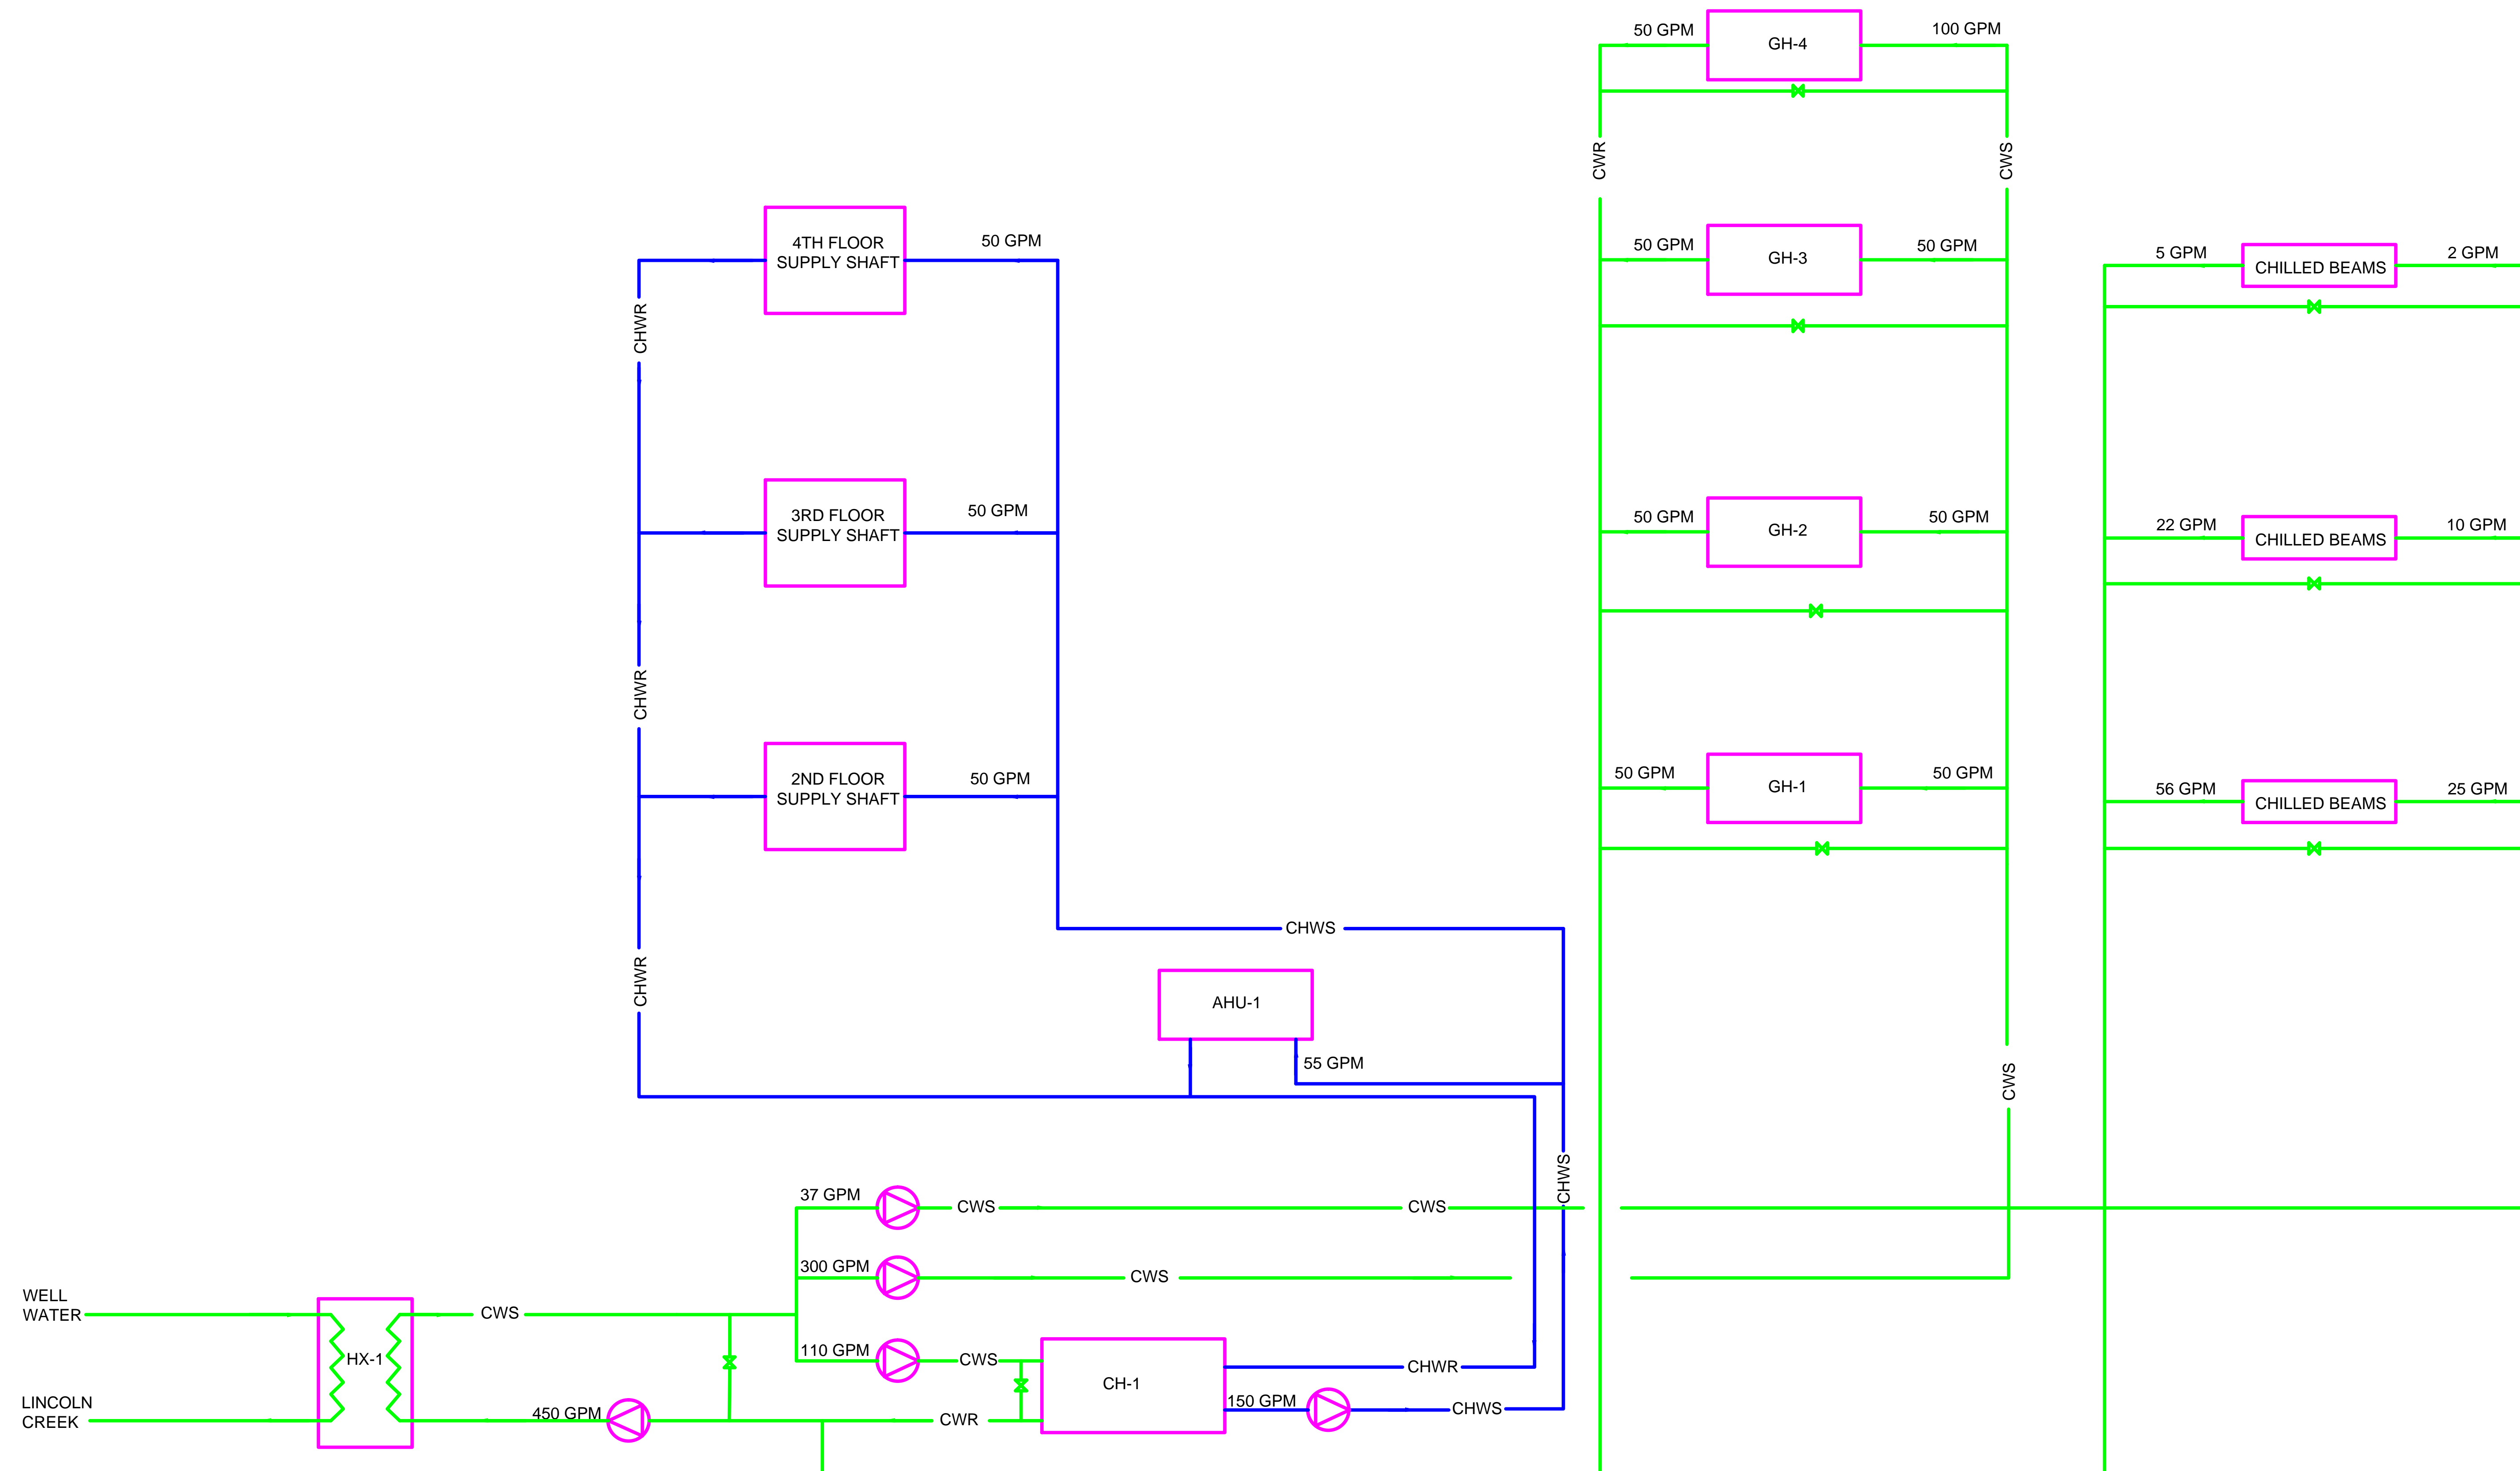 50 GPM
GH-4
100 GPM
CWR
CWS
4TH FLOOR
SUPPLY SHAFT
50 GPM
50 GPM
GH-3
50 GPM
5 GPM
CHILLED BEAMS
2 GPM
CHWR
3RD FLOOR
SUPPLY SHAFT
50 GPM
50 GPM
GH-2
50 GPM
22 GPM
CHILLED BEAMS
10 GPM
CHWR
2ND FLOOR
SUPPLY SHAFT
50 GPM
50 GPM
GH-1
50 GPM
56 GPM
CHILLED BEAMS
25 GPM
CHWS
CHWR
AHU-1
55 GPM
CWS
CHWS
37 GPM
CWS
CWS
300 GPM
CWS
WELL
WATER
CWS
HX-1
110 GPM
CWS
CH-1
CHWR
LINCOLN
CREEK
450 GPM
CWR
150 GPM
CHWS